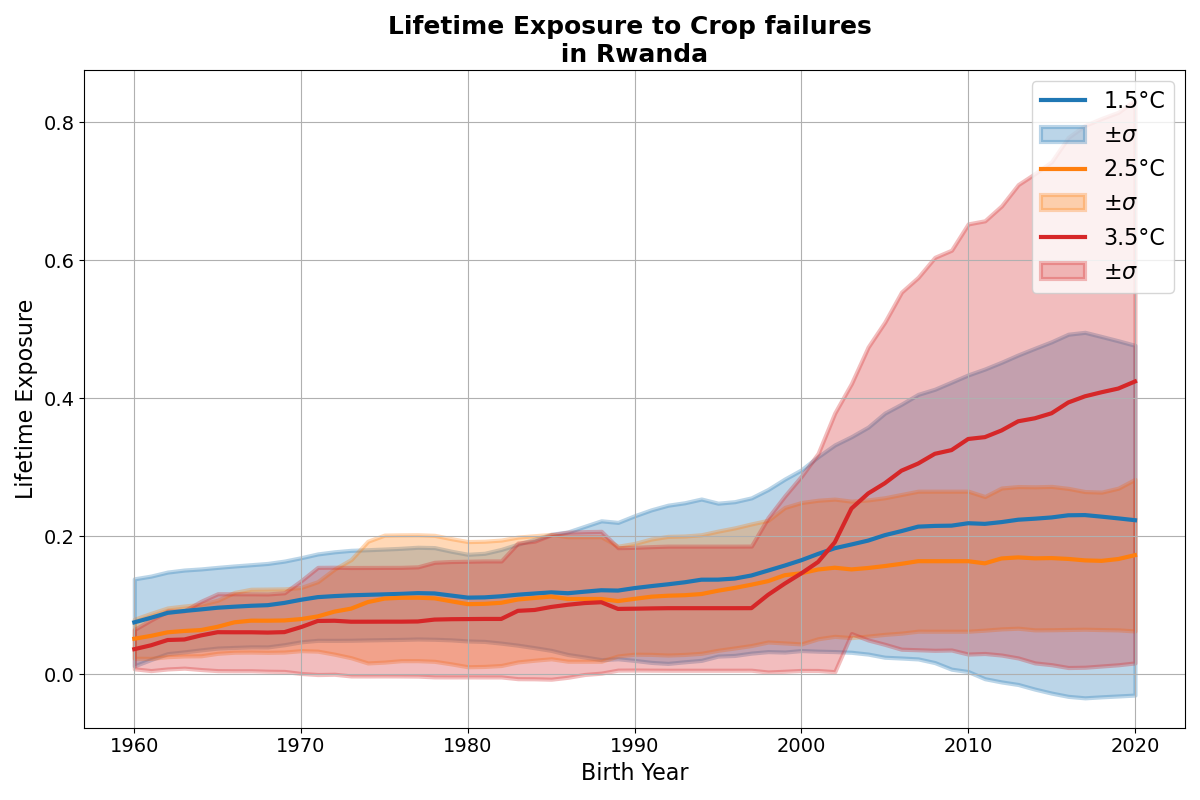 Lifetime Exposure to Crop failures
in Rwanda
Lifetime Exposure
0.8
0.6
0.4
0.2
0.0
1960
1970
1980
1990
2000
2010
2020
Birth Year
1.5°C
±σ
2.5°C
±σ
3.5°C
±σ